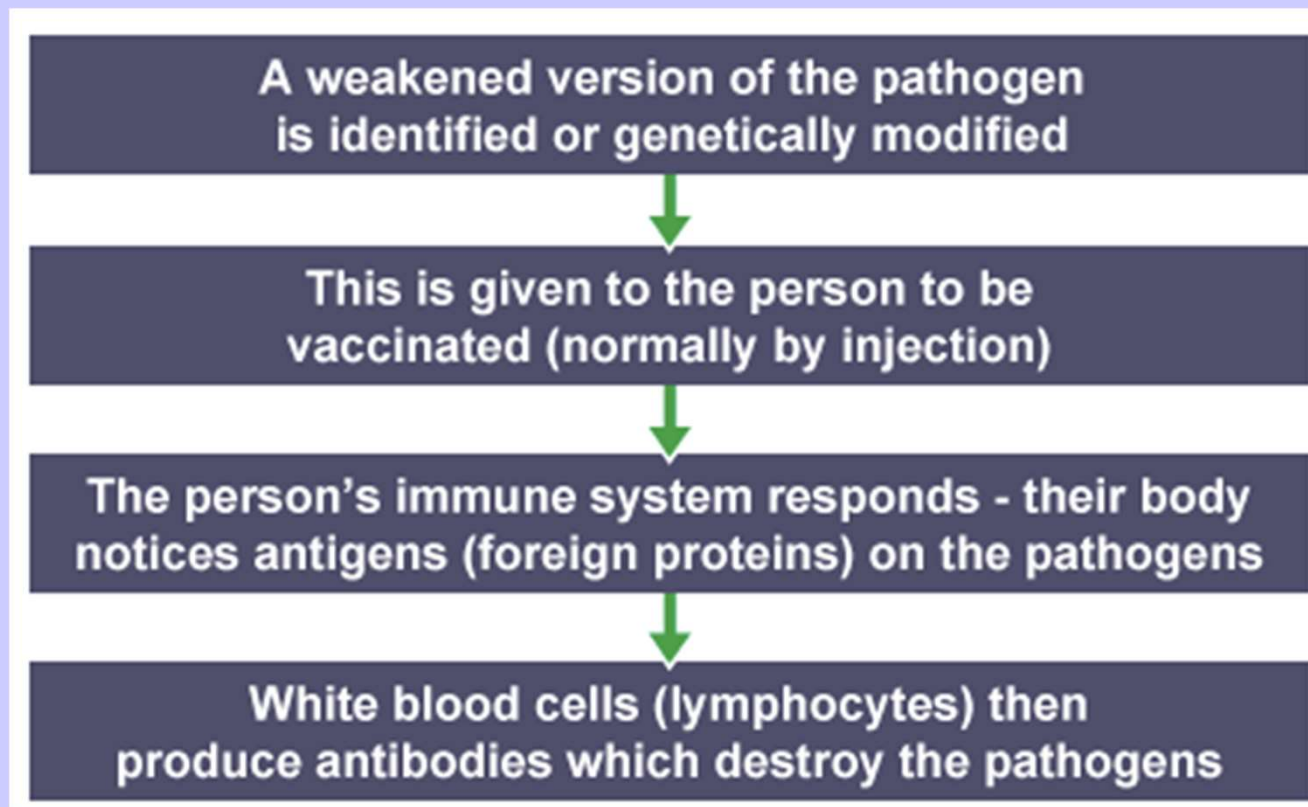 A weakened version of the pathogen
is identified or genetically modified
This is given to the person to be
vaccinated (normally by injection)
The person’s immune system responds - their body
notices antigens (foreign proteins) on the pathogens
White blood cells (lymphocytes) then
produce antibodies which destroy the pathogens